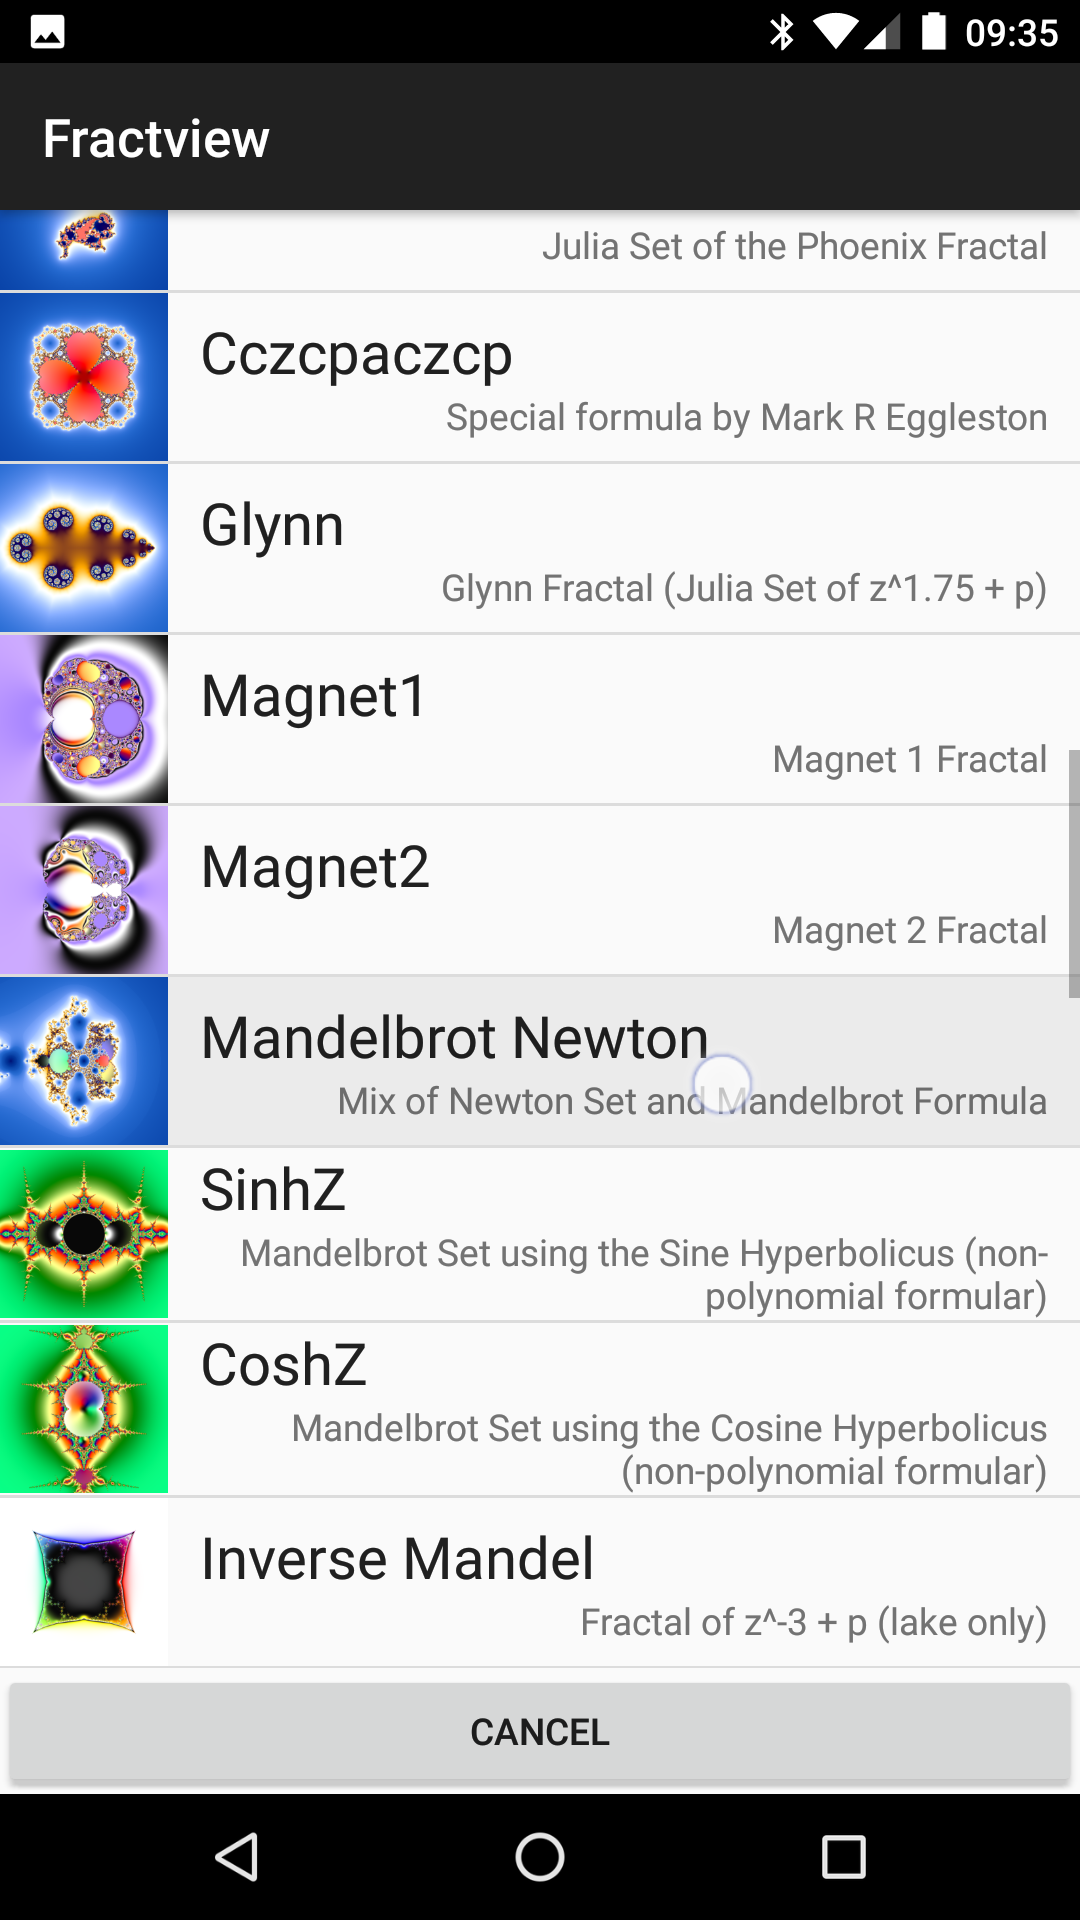 09:35
Fractview
Julia Set of the Phoenix Fractal
Cczcpaczcp
Special formula by Mark R Eggleston
Glynn
Glynn Fractal (Julia Set of z^1.75 + p)
Magnet1
Magnet 1 Fractal
Magnet2
Magnet 2 Fractal
Mandelbrot Newton
Mix of Newton Set and Mandelbrot Formula
SinhZ
Mandelbrot Set using the Sine Hyperbolicus (non-
polynomial formular)
CoshZ
Mandelbrot Set using the Cosine Hyperbolicus
(non-polynomial formular)
Inverse Mandel
Fractal of z^-3 + p (lake only)
CANCEL